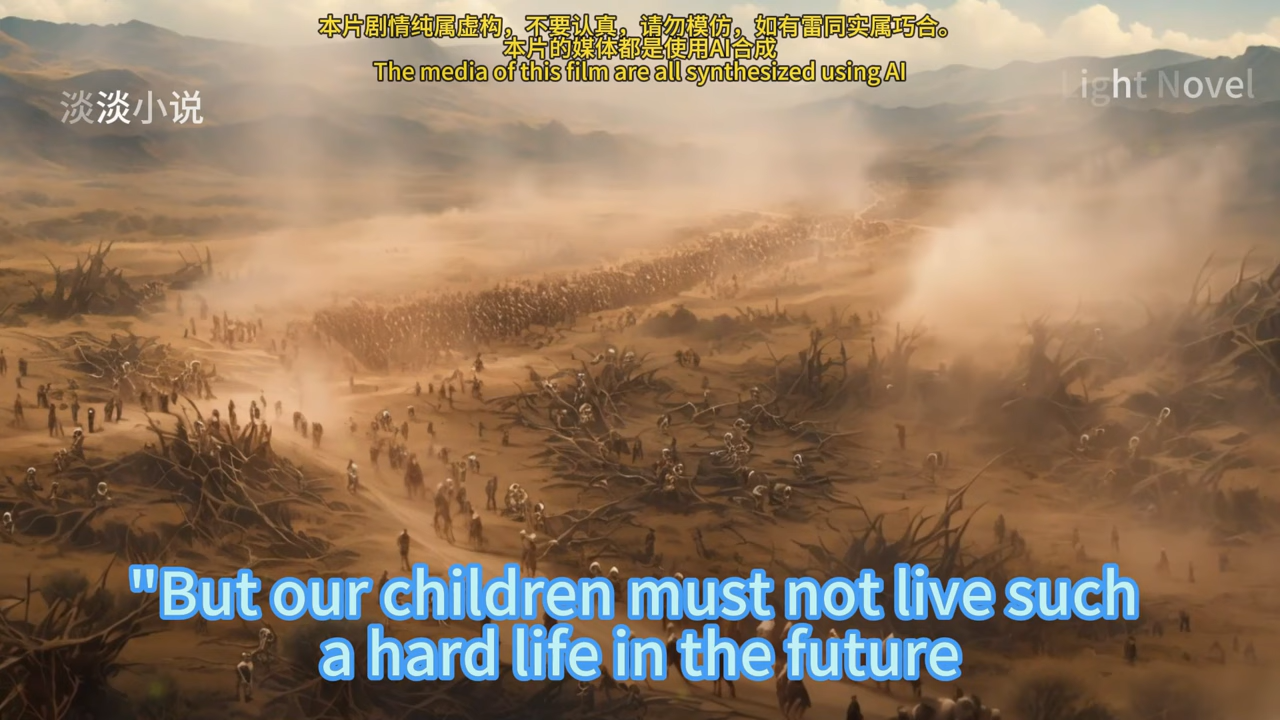 本片剧情纯属虚构，不要认真，请勿模仿，如有雷同实属巧合。
本片的媒体都是使用AI合成
The media of this film are all synthesized using AI
淡淡小说
Light Novel
"But our children must not live such
a hard life in the future